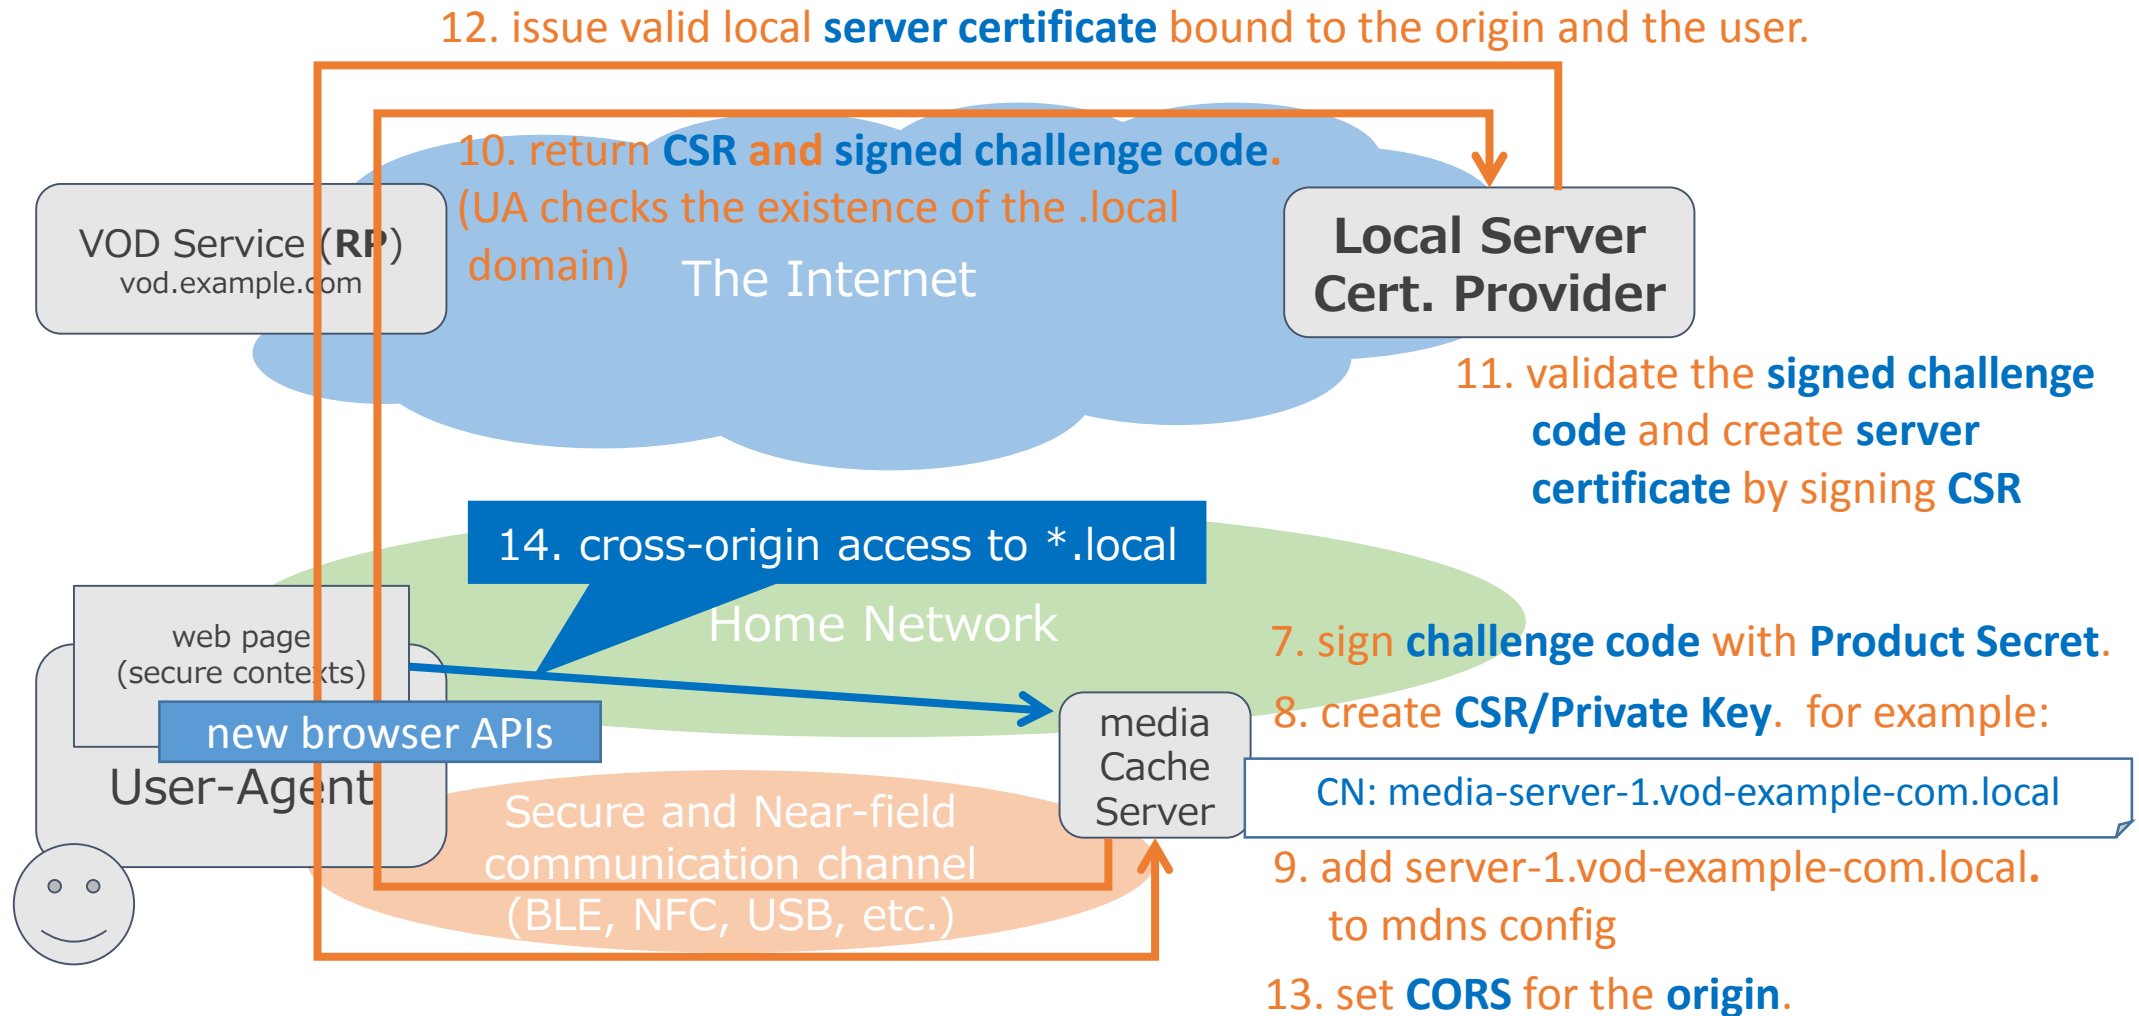 12. issue valid local server certificate bound to the origin and the user.
10. return CSR and signed challenge code.
(UA checks the existence of the .local
domain)
VOD Service (RP)
vod.example.com
The Internet
Local Server
Cert. Provider
11. validate the signed challenge
code and create server
certificate by signing CSR
14. cross-origin access to *.local
Home Network
web page
(secure contexts)
new browser APIs
User-Agent
7. sign challenge code with Product Secret.
8. create CSR/Private Key. for example:
media
Cache
Server
CN: media-server-1.vod-example-com.local
Secure and Near-field
communication channel
(BLE, NFC, USB, etc.)
9. add server-1.vod-example-com.local.
to mdns config
13. set CORS for the origin.